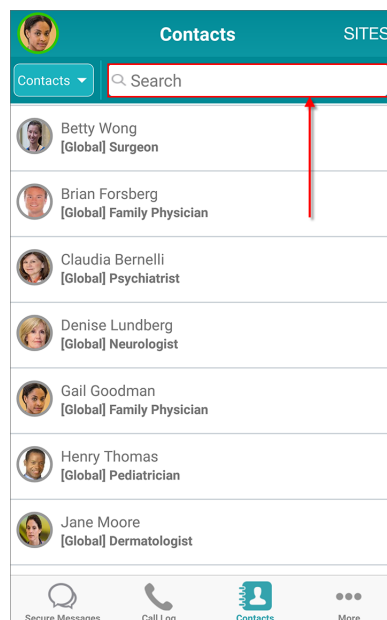 Contacts
SITES
Contacts
Search
Betty Wong
[Global] Surgeon
Brian Forsberg
[Global] Family Physician
Claudia Bernelli
[Global] Psychiatrist
Denise Lundberg
[Global] Neurologist
Gail Goodman
[Global] Family Physician
Henry Thomas
[Global] Pediatrician
Jane Moore
[Global] Dermatologist
Secure Messages
Call Log
Contacts
More